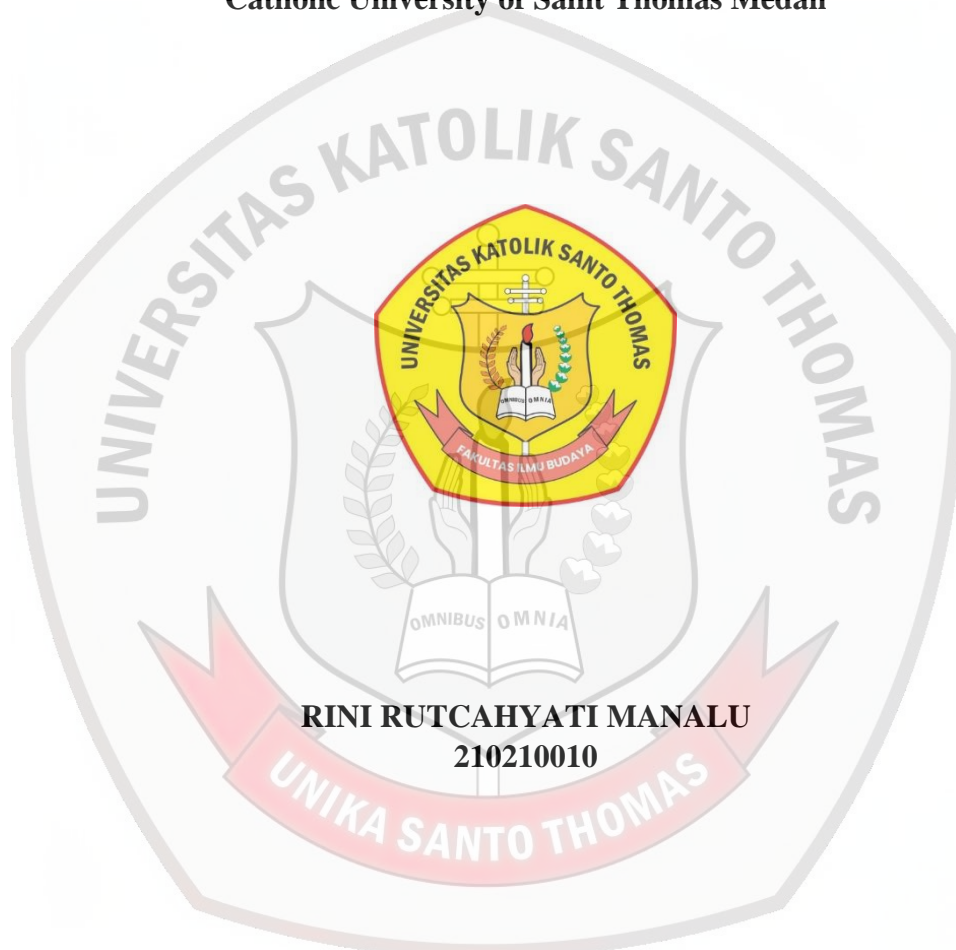 Catholic University of Saint Thomas Medan
UNIVERSITAS KATOLIK SANTO THOMAS
UNIVERSITAS KATOLIK SANTO THOMAS
OMNIBUS OMNIA
FAKULTAS ILMU BUDAYA
OMNIBUS OMNIA
RINI RUTCAHYATI MANALU
210210010
UNIKA SANTO THOMAS